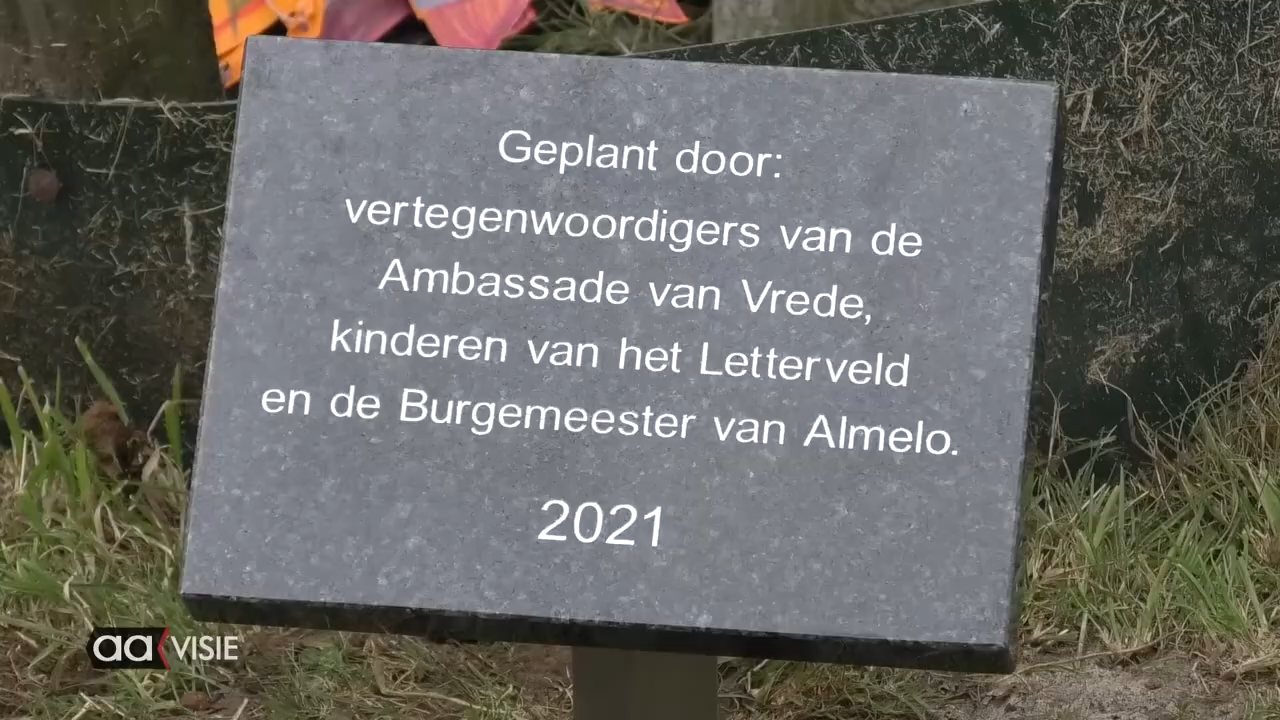 Geplant door:
vertegenwoordigers van de
Ambassade van Vrede,
kinderen van het Letterveld
en de Burgemeester van Almelo.
2021
aa VISIE